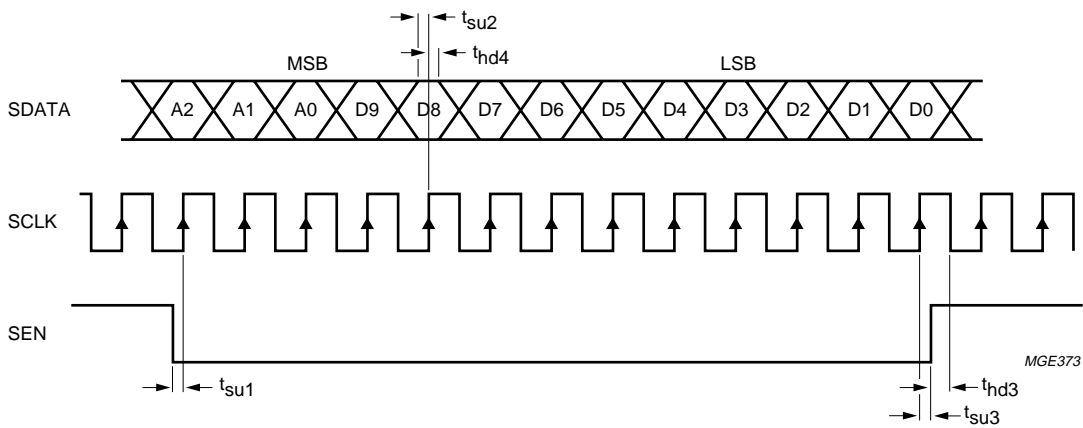 tsu2
thd4
MSB LSB
SDATA A2 A1 A0 D9 D8 D7 D6 D5 D4 D3 D2 D1 D0
SCLK
SEN
MGE373
tsu1 thd3
tsu3